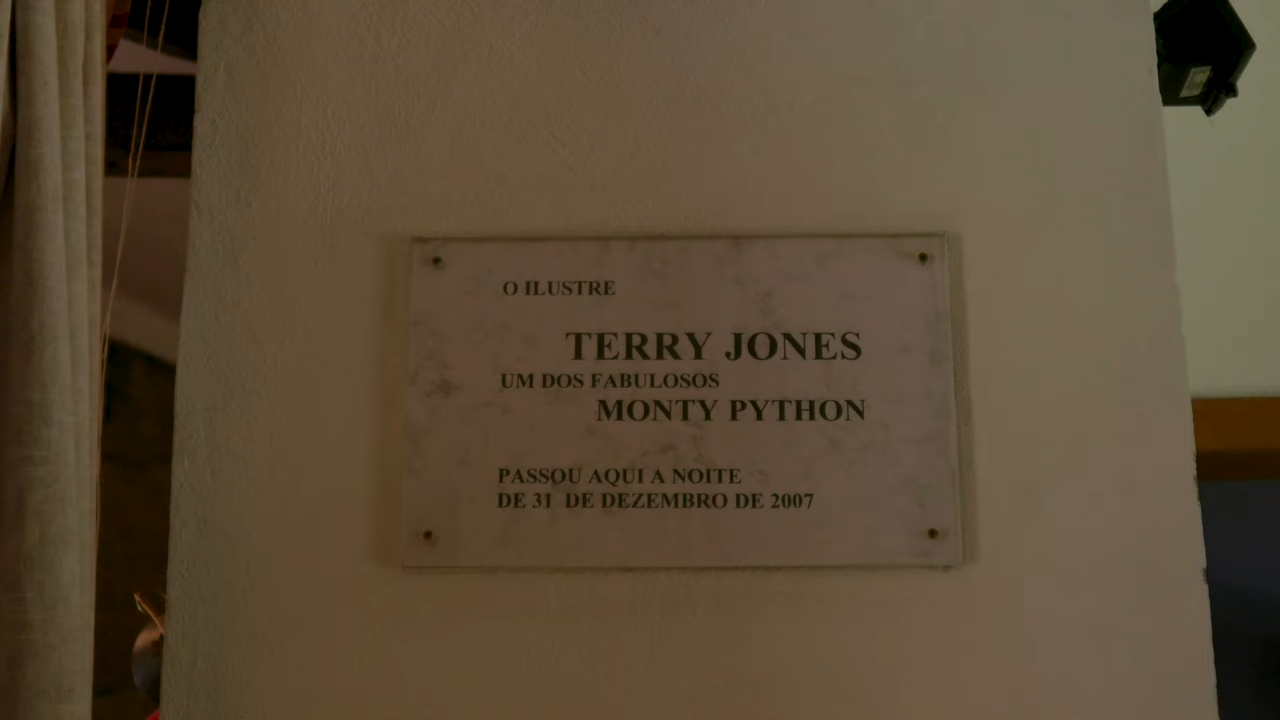 O ILUSTRE
TERRY JONES
UM DOS FABULOSOS
MONTY PYTHON
PASSOU AQUI A NOITE
DE 31 DE DEZEMBRO DE 2007